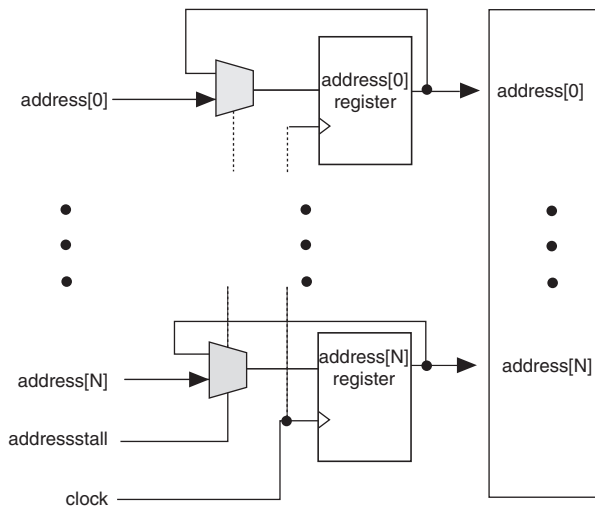 address[0]
address[0]
register
address[0]
address[N]
address[N]
register
address[N]
addressstall
clock